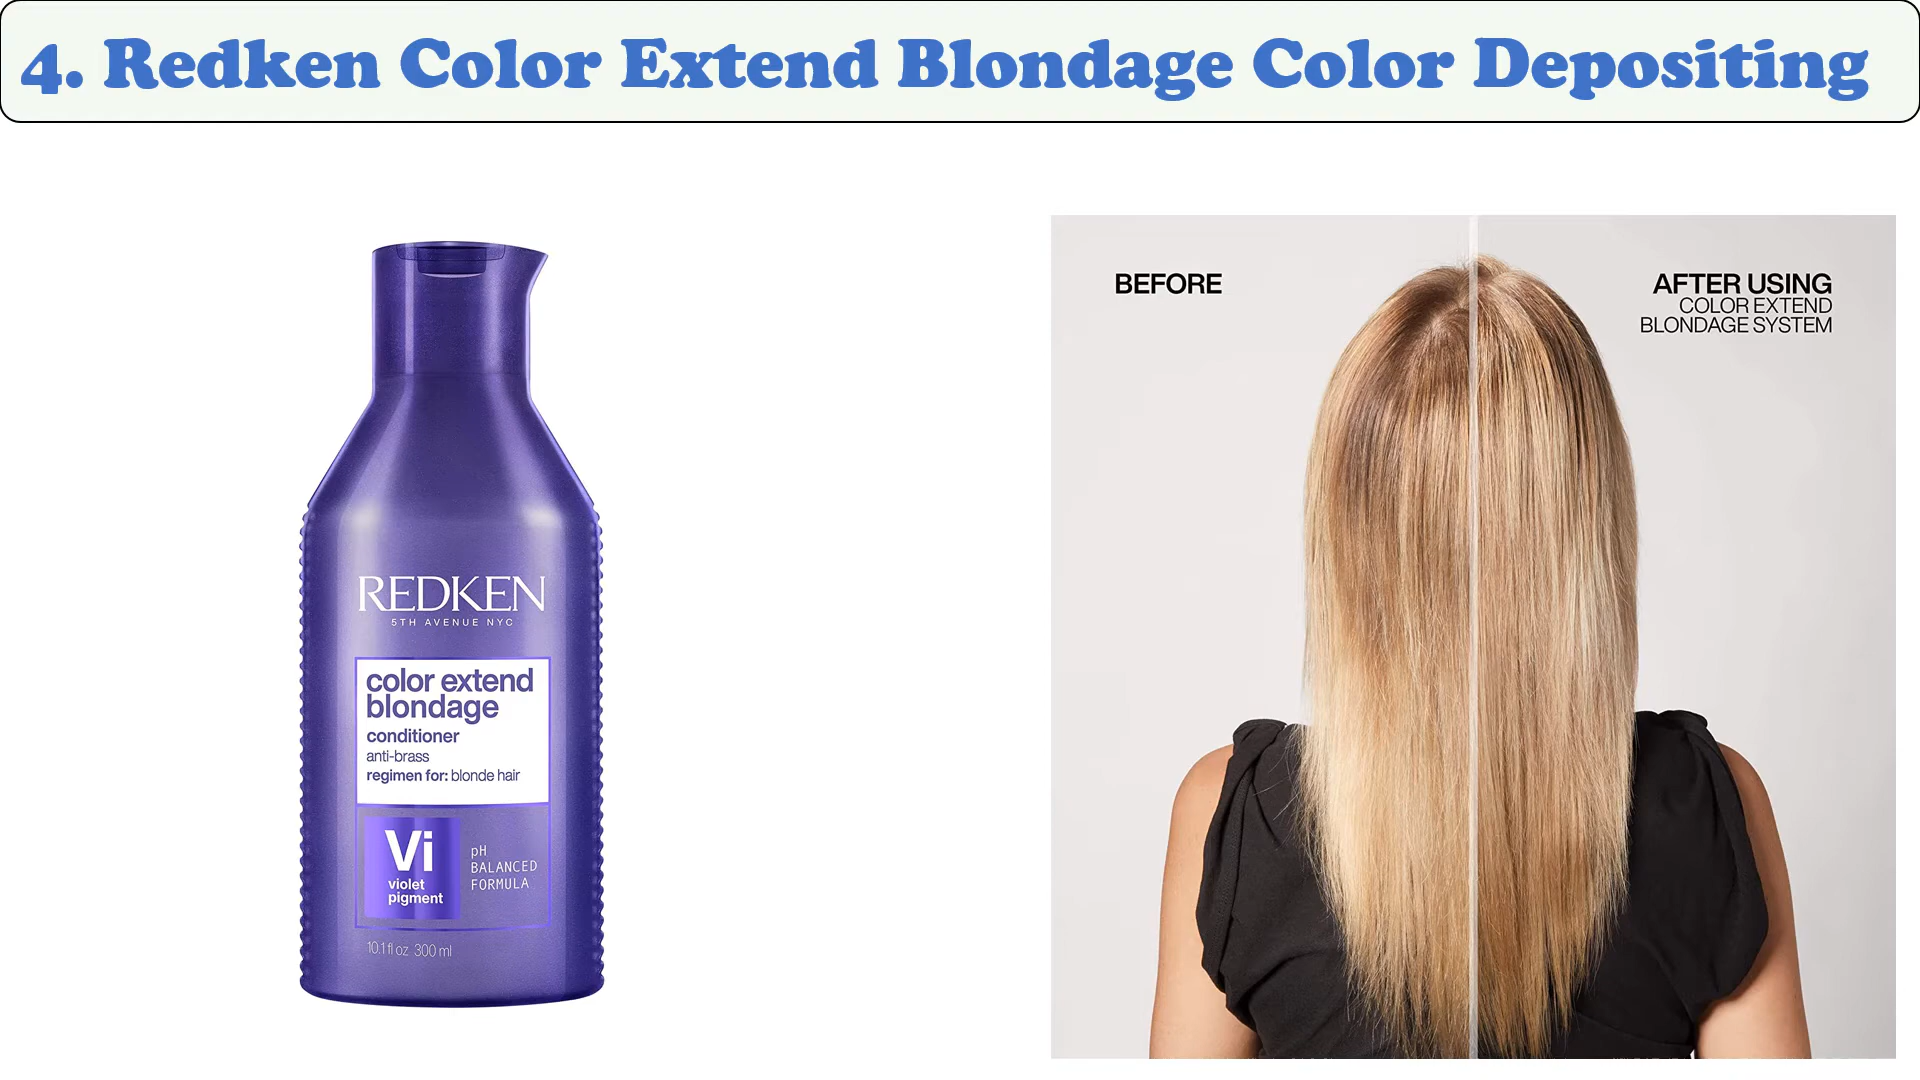 4. Redken Color Extend Blondage Color Depositing
REDKEN
5TH AVENUE NYC
color extend
blondage
conditioner
anti-brass
regimen for: blonde hair
Vi
violet
pigment
pH
BALANCED
FORMULA
10.1 fl oz 300 ml
BEFORE
AFTER USING
COLOR EXTEND
BLONDAGE SYSTEM